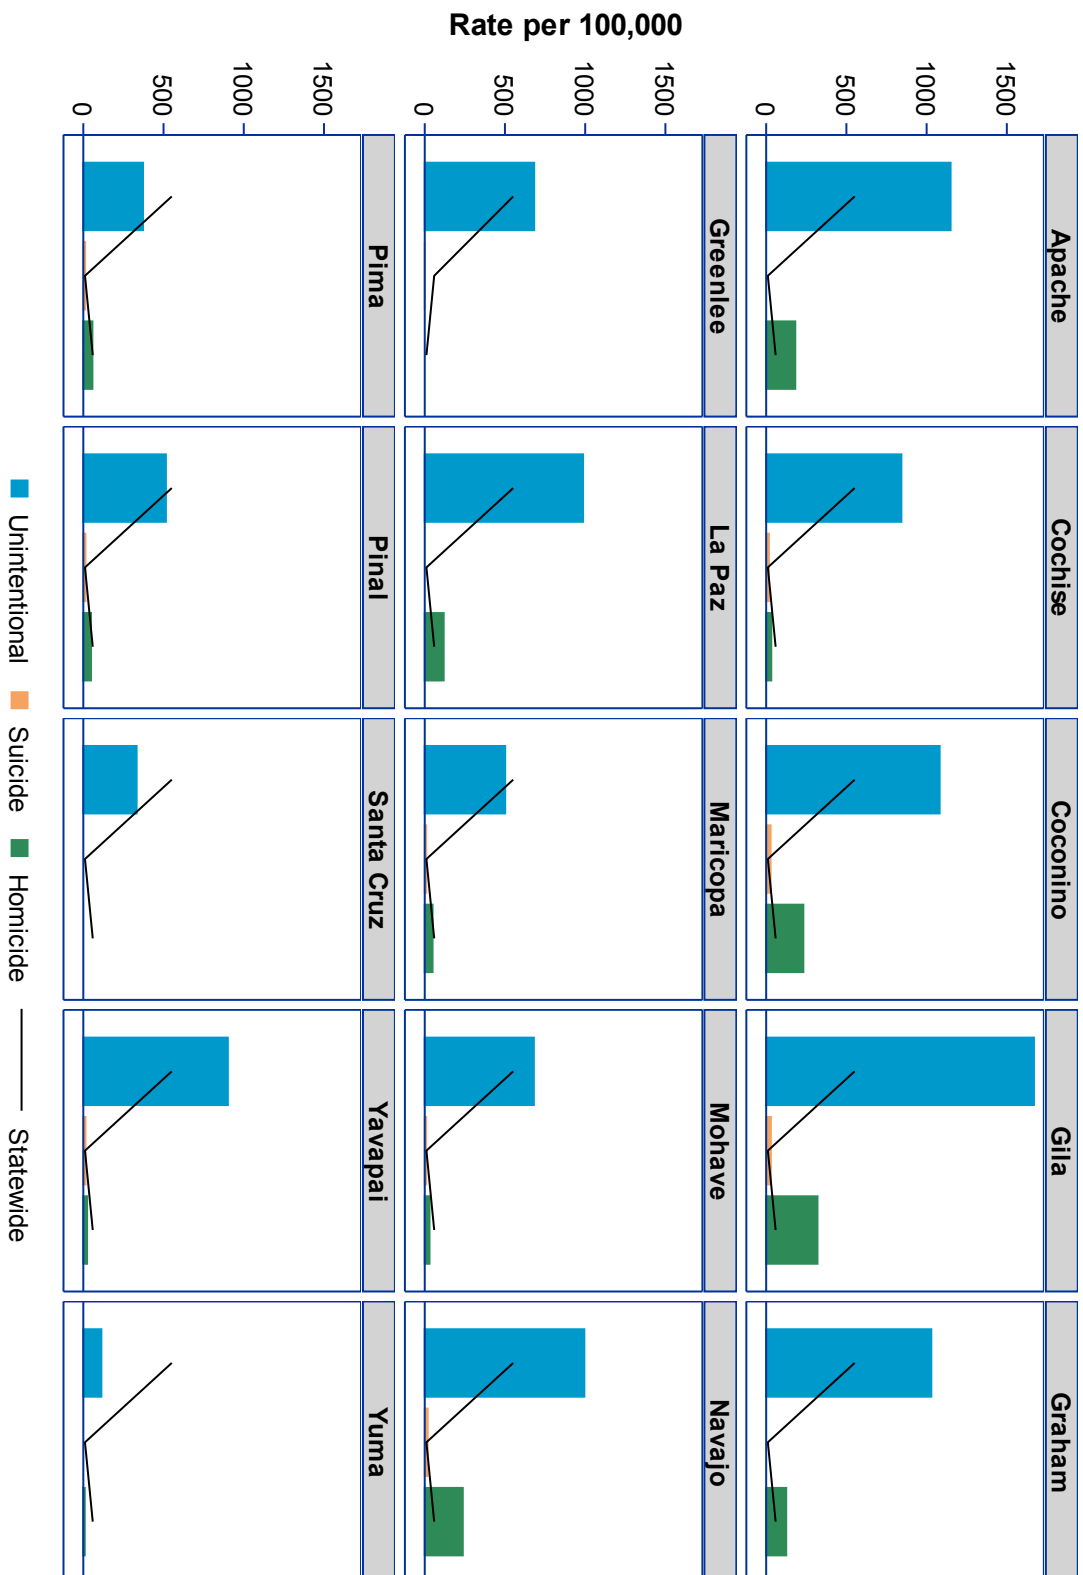 Rate per 100,000
Apache
Cochise
Coconino
Gila
Graham
1500
1000
500
0
Greenlee
La Paz
Maricopa
Mohave
Navajo
1500
1000
500
0
Pima
Pinal
Santa Cruz
Yavapai
Yuma
1500
1000
500
0
Unintentional Suicide Homicide Statewide